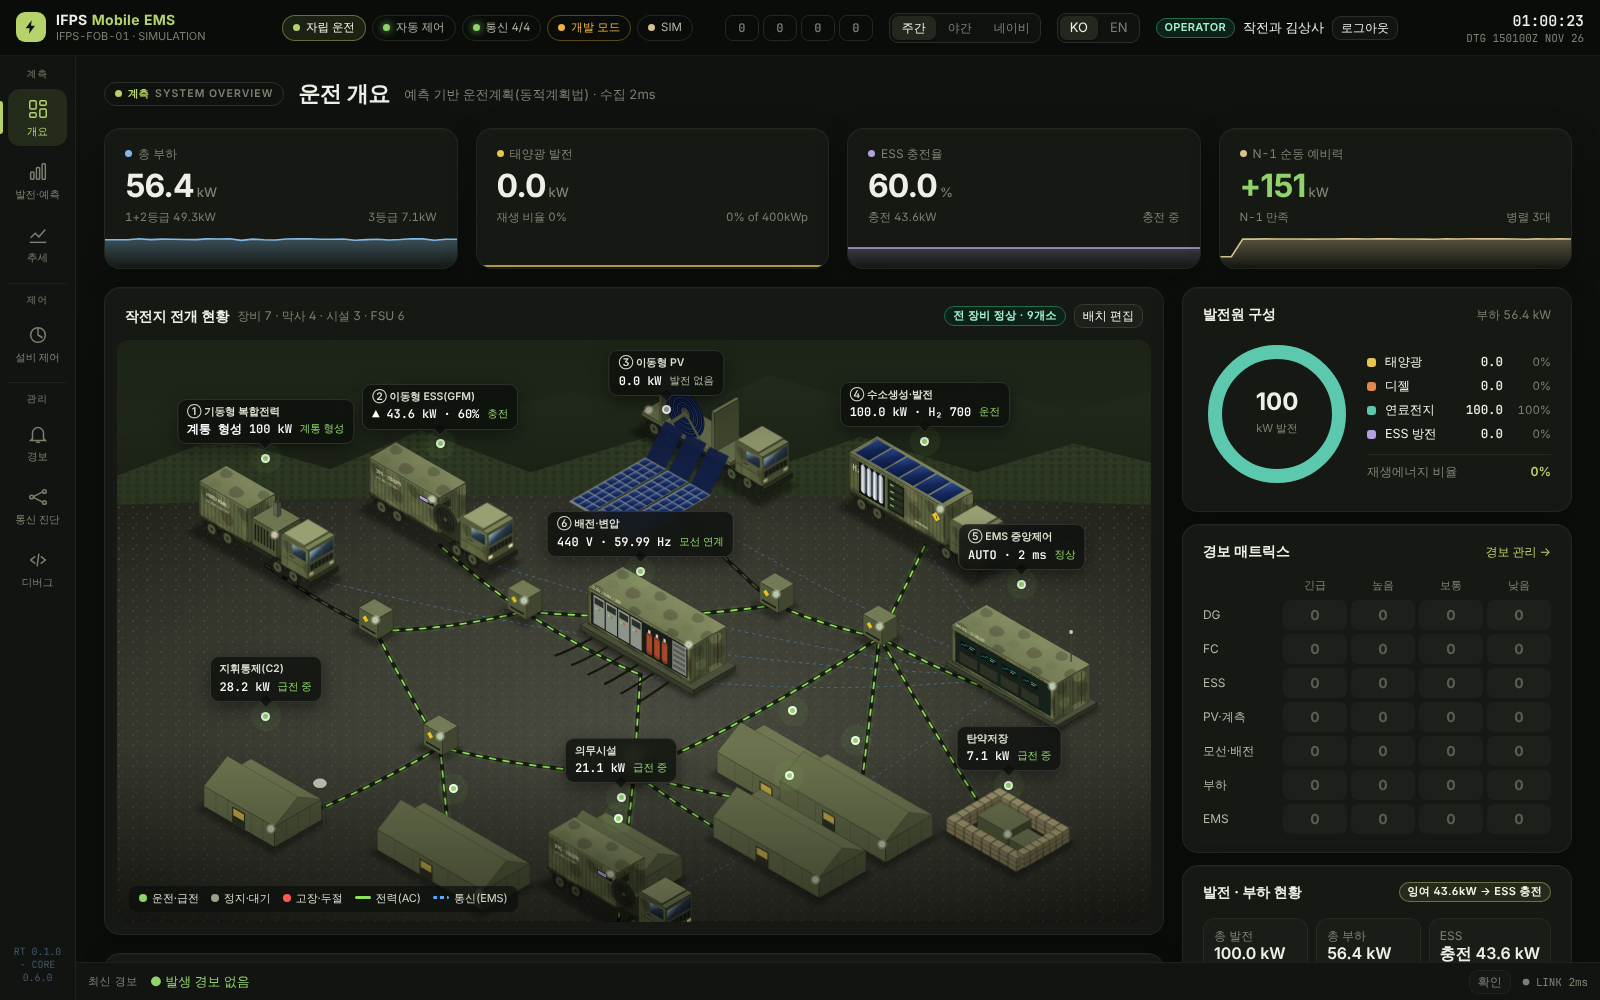 IFPS Mobile EMS
IFPS-FOB-01 · SIMULATION
자립 운전
자동 제어
통신 4/4
개발 모드
SIM
0 0 0 0
주간 야간 네이비
KO EN
OPERATOR 작전과 김상사 로그아웃
01:00:23
DTG 150100Z NOV 26
계측
개요
발전·예측
추세
제어
설비 제어
관리
경보
통신 진단
디버그
RT 0.1.0
· CORE
0.6.0
계측 SYSTEM OVERVIEW
운전 개요
예측 기반 운전계획(동적계획법) · 수집 2ms
총 부하
56.4 kW
1+2등급 49.3kW 3등급 7.1kW
태양광 발전
0.0 kW
재생 비율 0% 0% of 400kWp
ESS 충전율
60.0 %
충전 43.6kW 충전 중
N-1 순동 예비력
+151 kW
N-1 만족 병렬 3대
작전지 전개 현황 장비 7 · 막사 4 · 시설 3 · FSU 6
전 장비 정상 · 9개소 배치 편집
③ 이동형 PV
0.0 kW 발전 없음
② 이동형 ESS(GFM)
▲ 43.6 kW · 60% 충전
④ 수소생성·발전
100.0 kW · H₂ 700 운전
① 기동형 복합전력
계통 형성 100 kW 계통 형성
⑥ 배전·변압
440 V · 59.99 Hz 모선 연계
⑤ EMS 중앙제어
AUTO · 2 ms 정상
지휘통제(C2)
28.2 kW 급전 중
의무시설
21.1 kW 급전 중
탄약저장
7.1 kW 급전 중
운전·급전 정지·대기 고장·두절 전력(AC) 통신(EMS)
발전원 구성 부하 56.4 kW
100
kW 발전
태양광 0.0 0%
디젤 0.0 0%
연료전지 100.0 100%
ESS 방전 0.0 0%
재생에너지 비율 0%
경보 매트릭스 경보 관리 →
긴급 높음 보통 낮음
DG 0 0 0 0
FC 0 0 0 0
ESS 0 0 0 0
PV·계측 0 0 0 0
모선·배전 0 0 0 0
부하 0 0 0 0
EMS 0 0 0 0
발전 · 부하 현황 잉여 43.6kW → ESS 충전
총 발전
100.0 kW
총 부하
56.4 kW
ESS
충전 43.6 kW
최신 경보 발생 경보 없음
확인 LINK 2ms